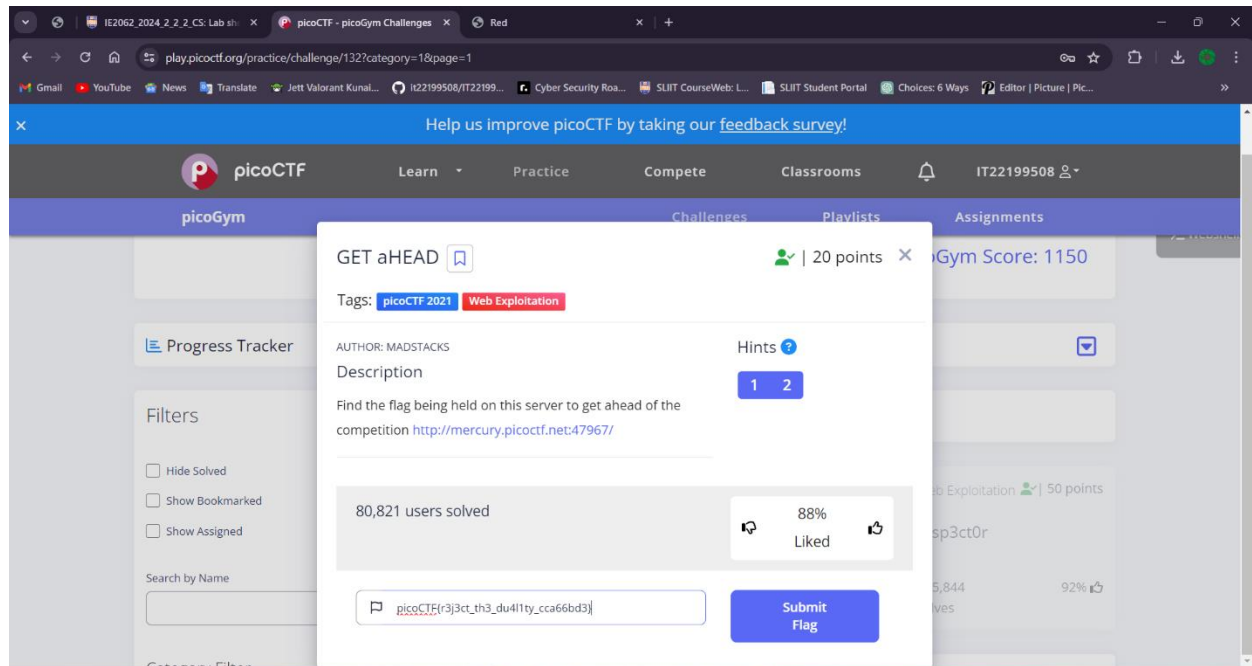 IE2062_2024_2_2_2_CS: Lab sh
picoCTF - picoGym Challenges
Red
play.picoctf.org/practice/challenge/132?category=1&page=1
Gmail YouTube News Translate Jett Valorant Kunai... It22199508/IT22199... Cyber Security Roa... SLIIT CourseWeb: L... SLIIT Student Portal Choices: 6 Ways Editor | Picture | Pic...
Help us improve picoCTF by taking our feedback survey!
picoCTF Learn Practice Compete Classrooms IT22199508
picoGym Challenges Playlists Assignments
GET aHEAD | 20 points
Gym Score: 1150
Tags: picoCTF 2021 Web Exploitation
Progress Tracker
AUTHOR: MADSTACKS
Hints ?
Description
1 2
Find the flag being held on this server to get ahead of the
competition http://mercury.picoctf.net:47967/
Filters
Hide Solved
Show Bookmarked
Show Assigned
Search by Name
80,821 users solved
88%
Liked
Exploitation | 50 points
sp3ct0r
5,844 92%
picoCTF{r3j3ct_th3_du4l1ty_cca66bd3}
Submit
Flag